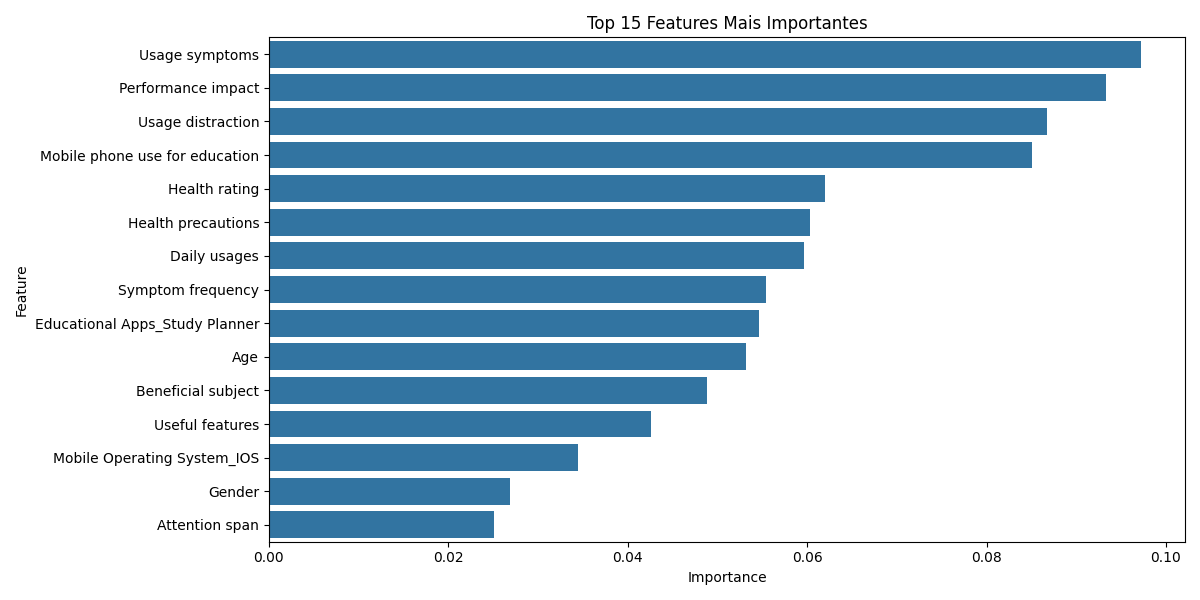 Top 15 Features Mais Importantes
Usage symptoms
Performance impact
Usage distraction
Mobile phone use for education
Health rating
Health precautions
Daily usages
Symptom frequency
Educational Apps_Study Planner
Age
Beneficial subject
Useful features
Mobile Operating System_IOS
Gender
Attention span
Feature
0.00 0.02 0.04 0.06 0.08 0.10
Importance